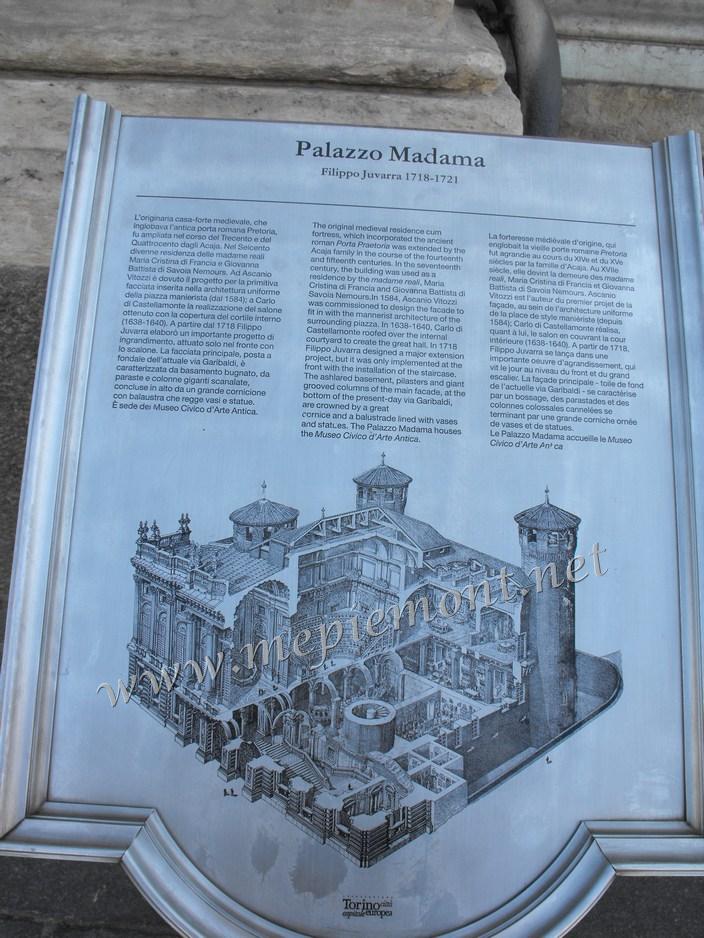 Palazzo Madama
Filippo Juvarra 1718-1721
L'originaria casa-forte medievale, che
inglobava l'antica porta romana Pretoria,
fu ampliata nel corso del Trecento e del
Quattrocento dagli Acaja. Nel Seicento
divenne residenza delle madame reali
Maria Cristina di Francia e Giovanna
Battista di Savoia Nemours. Ad Ascanio
Vitozzi è dovuto il progetto per la primitiva
facciata inserita nella architettura uniforme
della piazza manierista (dal 1584); a Carlo
di Castellamonte la realizzazione del salone
ottenuto con la copertura del cortile interno
(1638-1640). A partire dal 1718 Filippo
Juvarra elaborò un importante progetto di
ingrandimento, attuato solo nel fronte con
lo scalone. La facciata principale, posta a
fondale dell'attuale via Garibaldi, è
caratterizzata da basamento bugnato, da
paraste e colonne giganti scanalate,
concluse in alto da un grande cornicione
con balaustra che regge vasi e statue.
È sede dei Museo Civico d'Arte Antica.
The original medieval residence cum
fortress, which incorporated the ancient
roman Porta Praetoria was extended by the
Acaja family in the course of the fourteenth
and fifteenth centuries. In the seventeenth
century, the building was used as a
residence by the madame reali, Maria
Cristina di Francia and Giovanna Battista di
Savoia Nemours.In 1584, Ascanio Vitozzi
was commissioned to design the facade to
fit in with the mannerist architecture of the
surrounding piazza. In 1638-1640, Carlo di
Castellamonte roofed over the internal
courtyard to create the great hall. In 1718
Filippo Juvarra designed a major extension
project, but it was only implemented at the
front with the installation of the staircase.
The ashlared basement, pilasters and giant
grooved columns of the main facade, at the
bottom of the present-day via Garibaldi,
are crowned by a great
cornice and a balustrade lined with vases
and statues. The Palazzo Madama houses
the Museo Civico d'Arte Antica.
La forteresse médiévale d'origine, qui
englobait la vieille porte romaine Pretoria
fut agrandie au cours du XIVe et du XVe
siècles par la famille d'Acaja. Au XVIIe
siècle, elle devint la demeure des madame
reali, Maria Cristina di Francia et Giovanna
Battista di Savoia Nemours. Ascanio
Vitozzi est l'auteur du premier projet de la
façade, au sein de l'architecture uniforme
de la place de style maniériste (depuis
1584); Carlo di Castellamonte réalisa,
quant à lui, le salon en couvrant la cour
intérieure (1638-1640). A partir de 1718,
Filippo Juvarra se lança dans une
importante oeuvre d'agrandissement, qui
vit le jour au niveau du front et du grand
escalier. La façade principale - toile de fond
de l'actuelle via Garibaldi - se caractérise
par un bossage, des parastades et des
colonnes colossales cannelées se
terminant par une grande corniche ornée
de vases et de statues.
Le Palazzo Madama accueille le Museo
Civico d'Arte An ca
www.mepiemont.net
Torino città
capitale europea